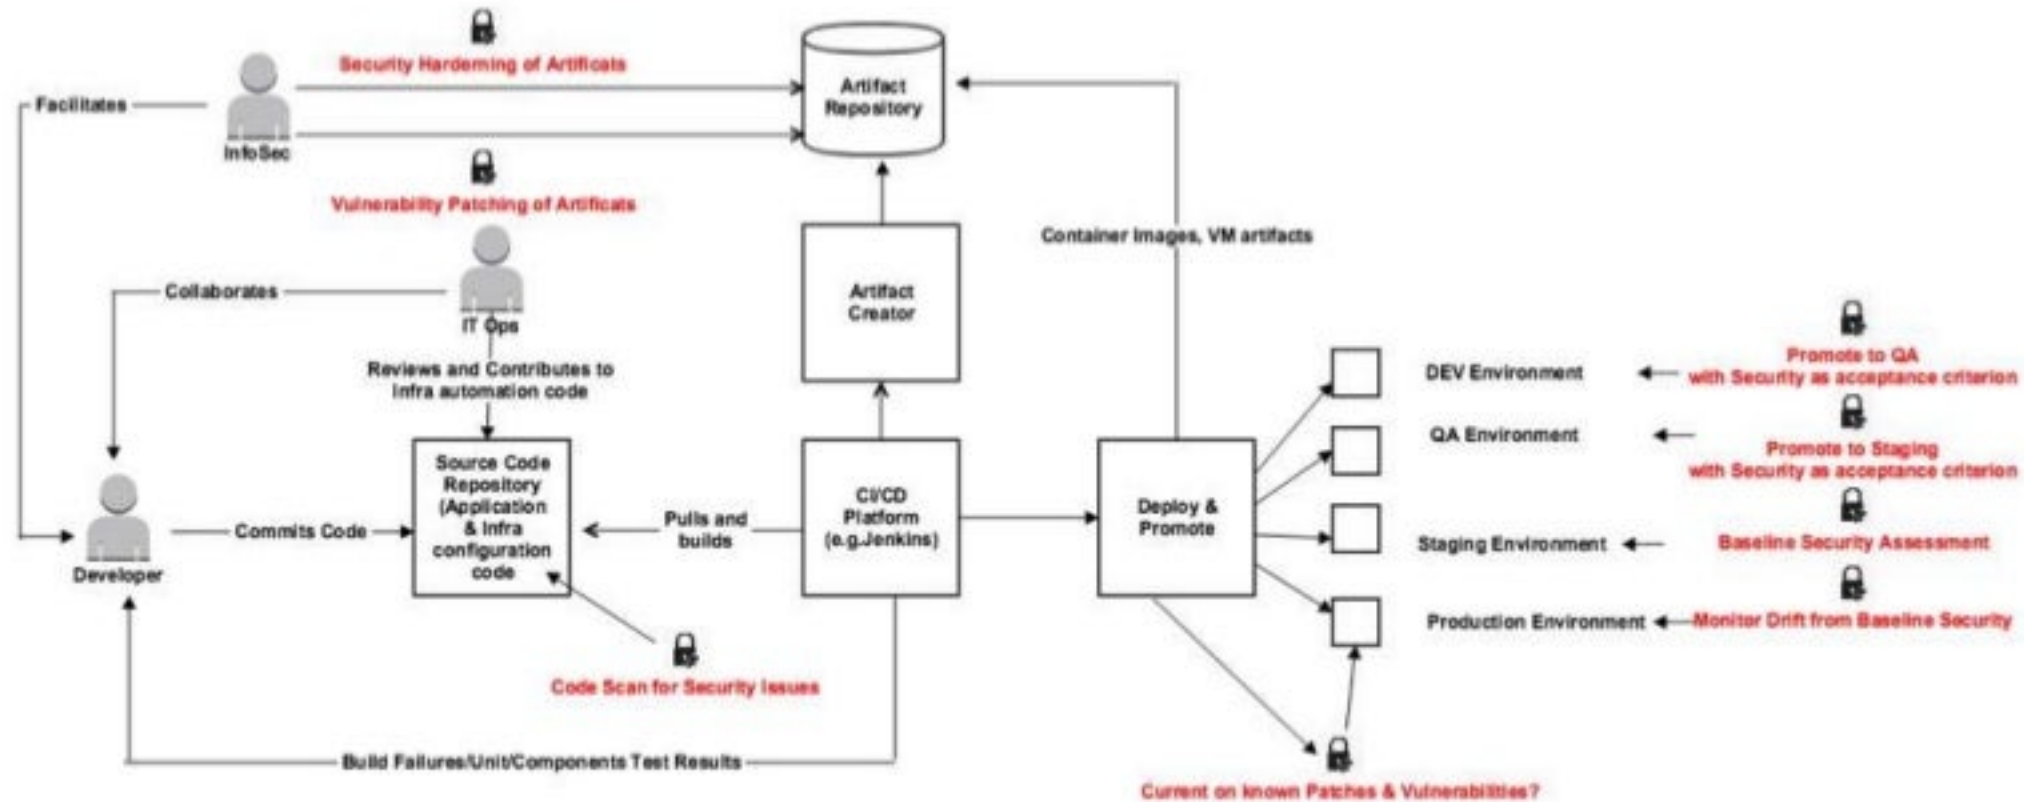 Security Hardeming of Artificats
Facilitates
InfoSec
Vulnerability Patching of Artificats
Artifact
Repository
Container Images, VM artifacts
Artifact
Creator
Collaborates
IT Ops
Reviews and Contributes to
Infra automation code
Source Code
Repository
(Application
& Infra
configuration
code
Commits Code
Developer
Pulls and
builds
CI/CD
Platform
(e.g.Jenkins)
Deploy &
Promote
Code Scan for Security Issues
Build Failures/Unit/Components Test Results
DEV Environment
Promote to QA
with Security as acceptance criterion
QA Environment
Promote to Staging
with Security as acceptance criterion
Staging Environment
Baseline Security Assessment
Production Environment
Monitor Drift from Baseline Security
Current on known Patches & Vulnerabilities?